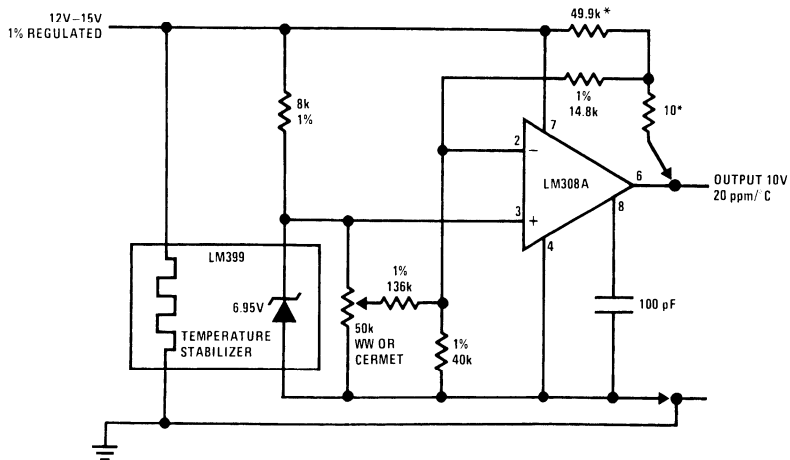 12V–15V
1% REGULATED
49.9k*
1%
14.8k
10*
8k
1%
7
2
−
LM308A
6
OUTPUT 10V
20 ppm/°C
3
+
8
4
LM399
6.95V
TEMPERATURE
STABILIZER
1%
136k
50k
WW OR
CERMET
1%
40k
100 pF